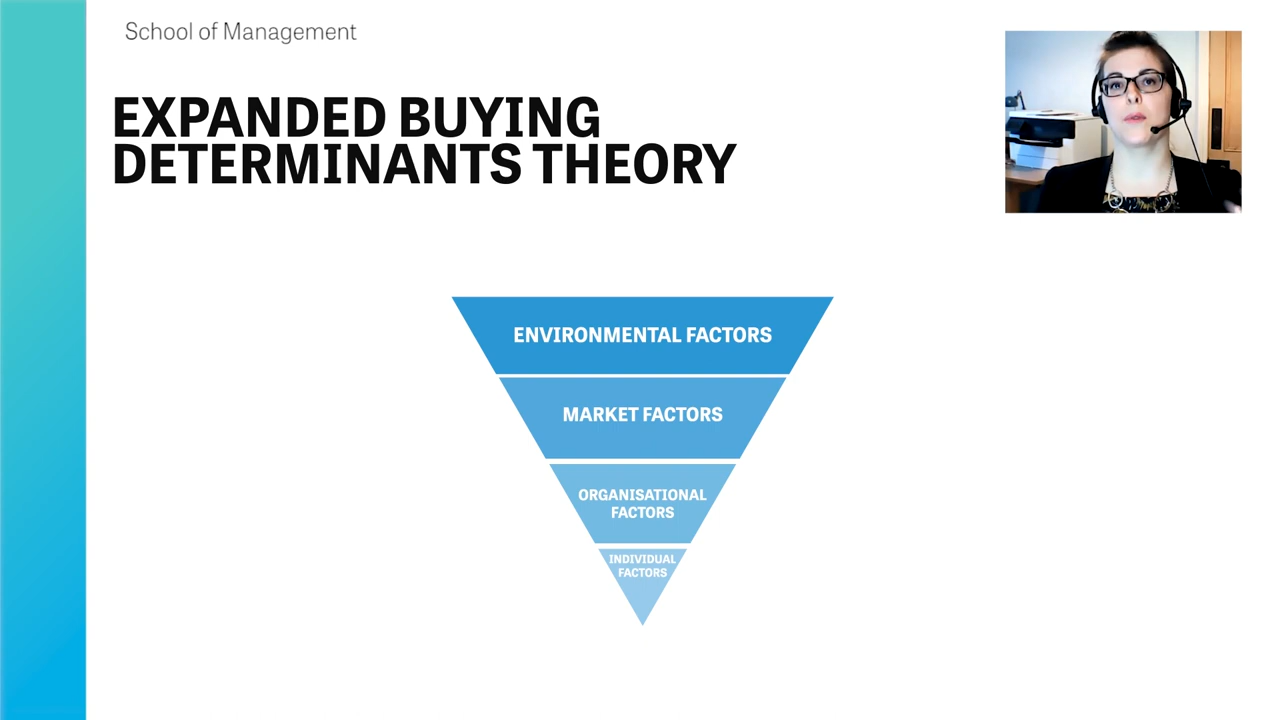 School of Management
EXPANDED BUYING
DETERMINANTS THEORY
ENVIRONMENTAL FACTORS
MARKET FACTORS
ORGANISATIONAL
FACTORS
INDIVIDUAL
FACTORS